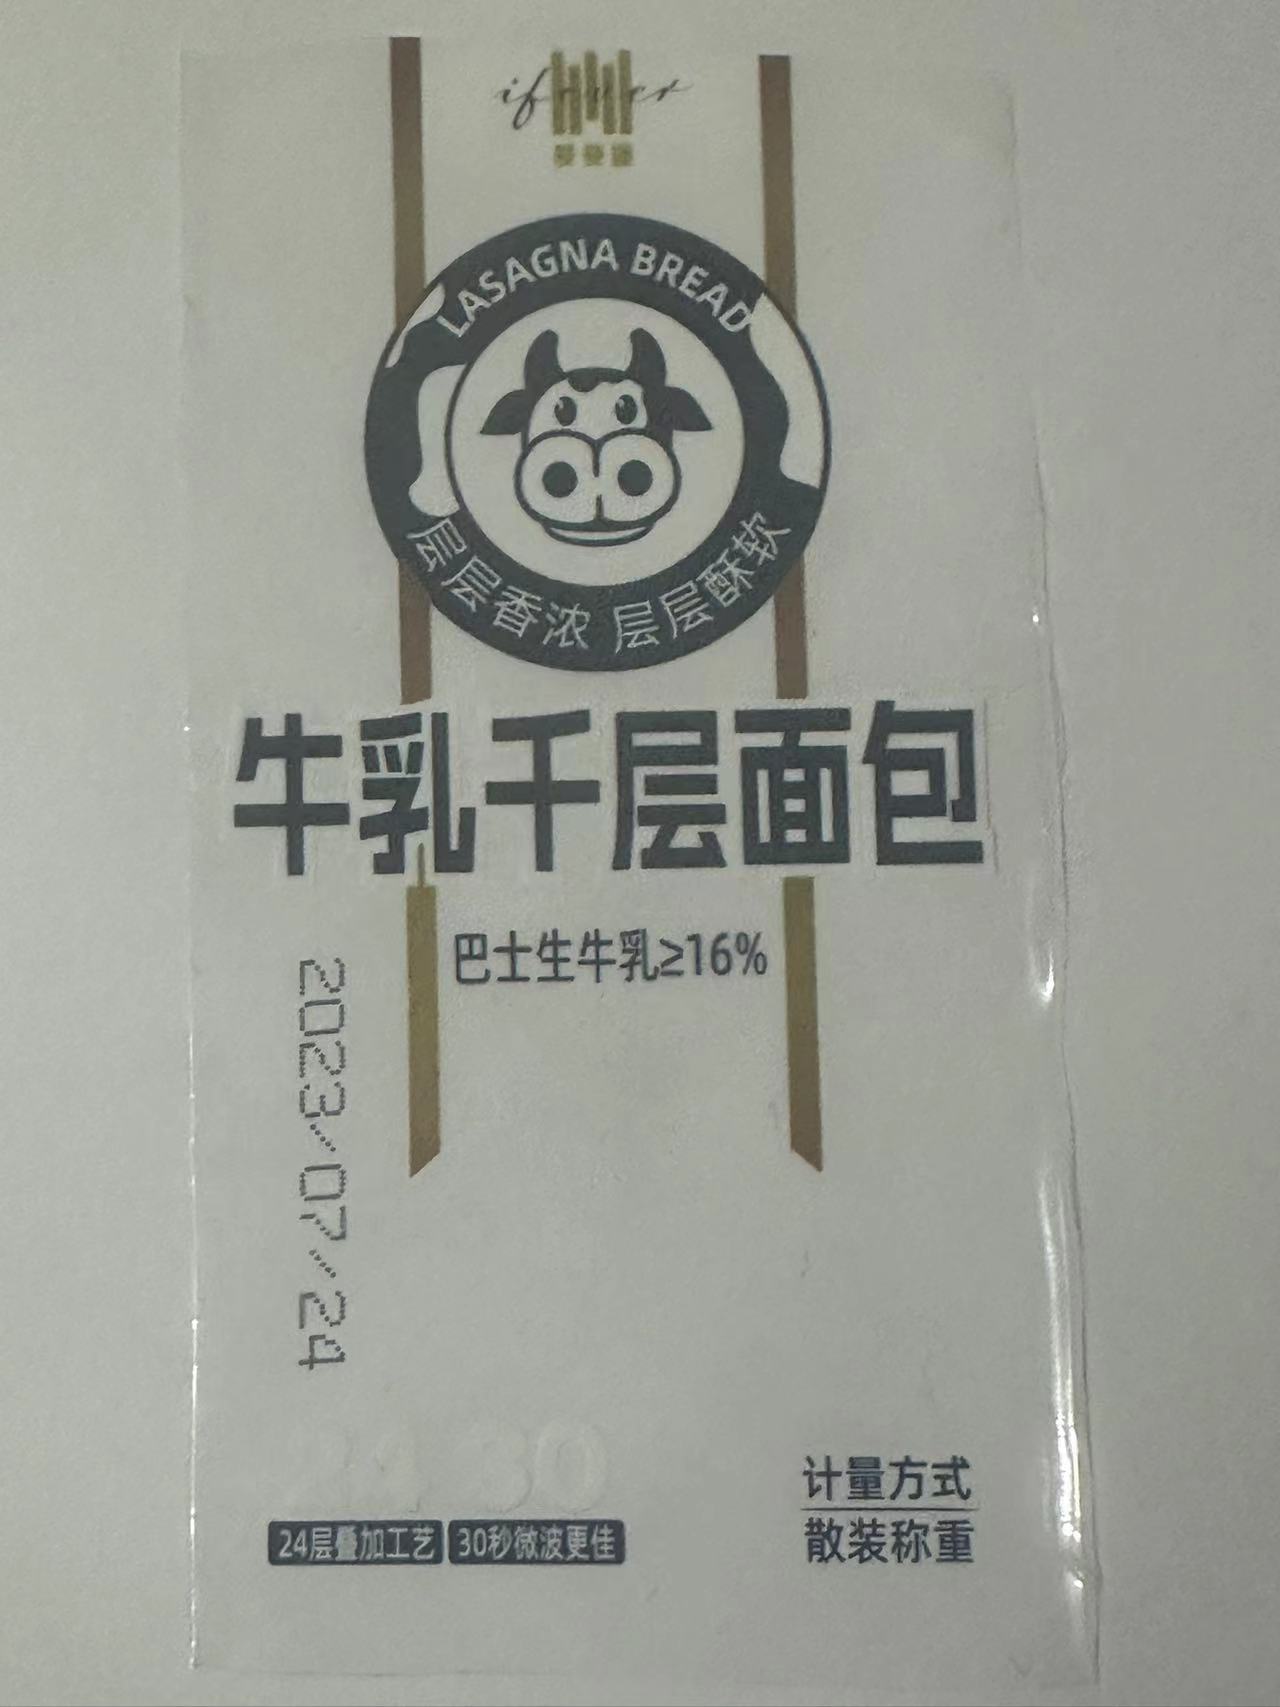 LASAGNA BREAD
层层香浓 层层酥软
牛乳千层面包
巴士生牛乳≥16%
2023/07/24
24 30
24层叠加工艺 30秒微波更佳
计量方式
散装称重